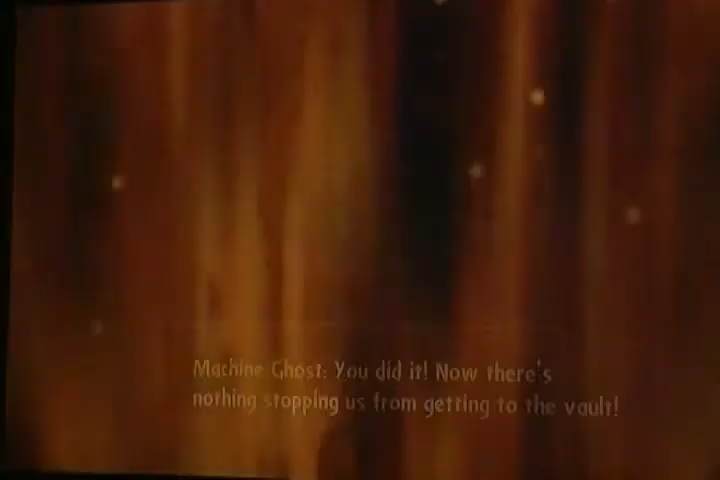 Machine Ghost: You did it! Now there's
nothing stopping us from getting to the vault!